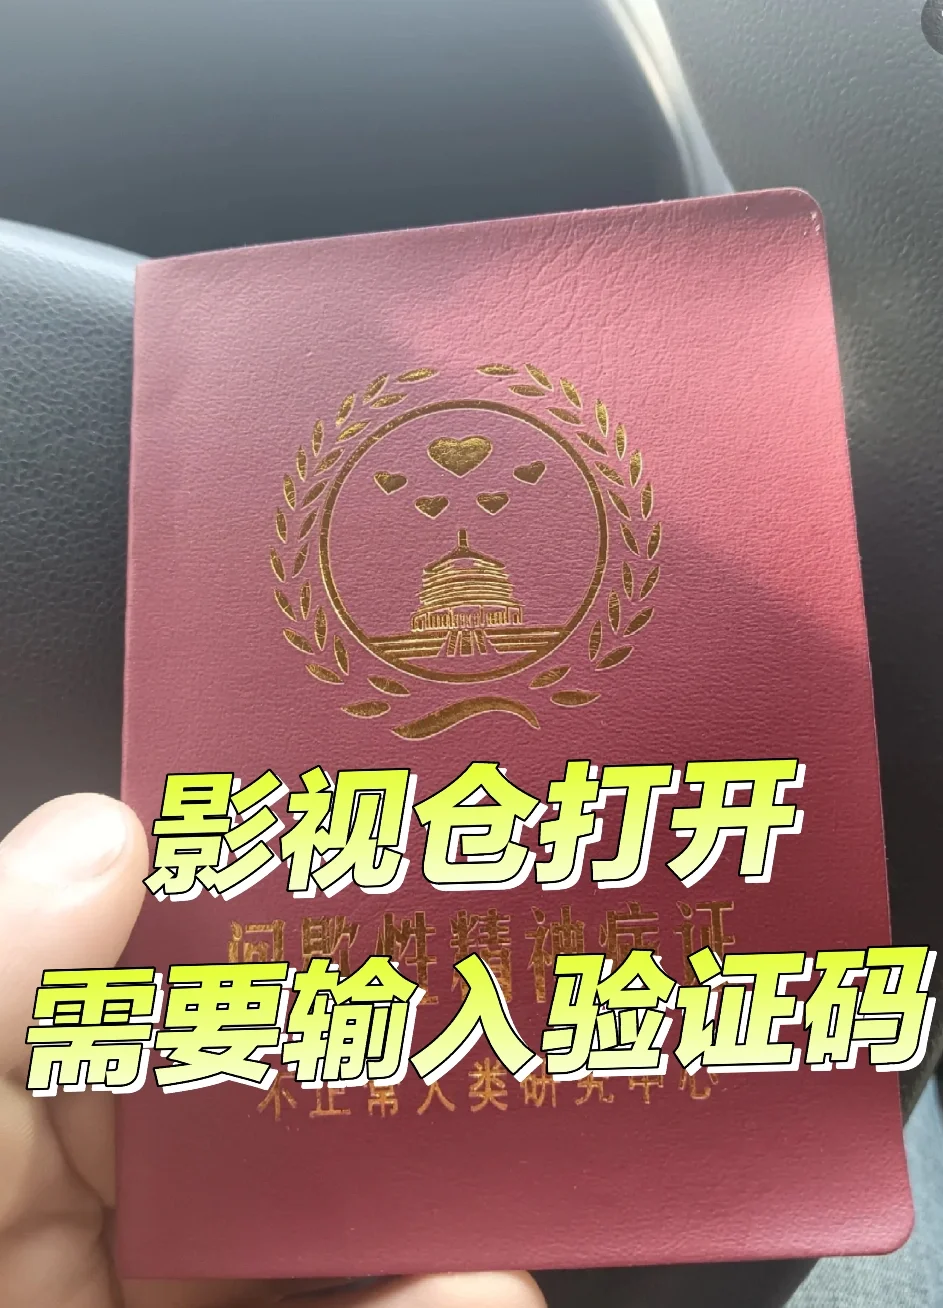 影视仓打开
间歇性精神病证
需要输入验证码
不正常人类研究中心